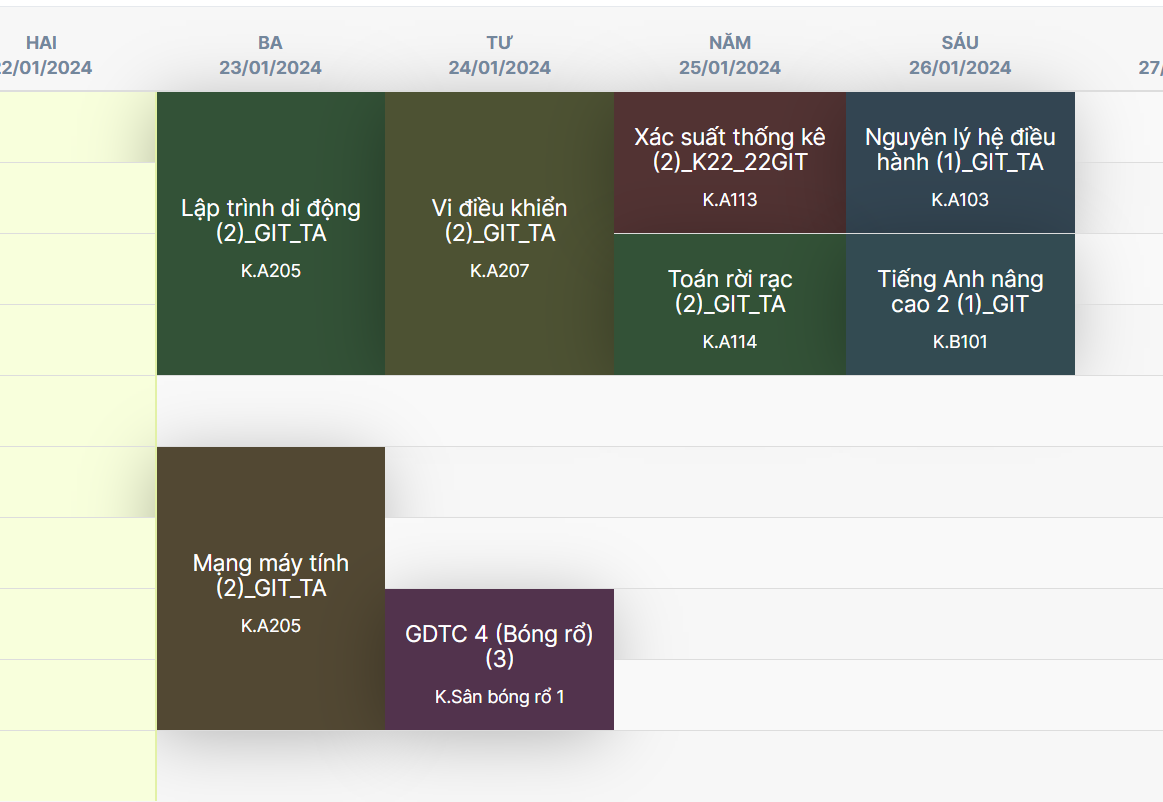 HAI
2/01/2024
BA
23/01/2024
TƯ
24/01/2024
NĂM
25/01/2024
SÁU
26/01/2024
27/
Lập trình di động
(2)_GIT_TA
K.A205
Vi điều khiển
(2)_GIT_TA
K.A207
Xác suất thống kê
(2)_K22_22GIT
K.A113
Nguyên lý hệ điều
hành (1)_GIT_TA
K.A103
Toán rời rạc
(2)_GIT_TA
K.A114
Tiếng Anh nâng
cao 2 (1)_GIT
K.B101
Mạng máy tính
(2)_GIT_TA
K.A205
GDTC 4 (Bóng rổ)
(3)
K.Sân bóng rổ 1